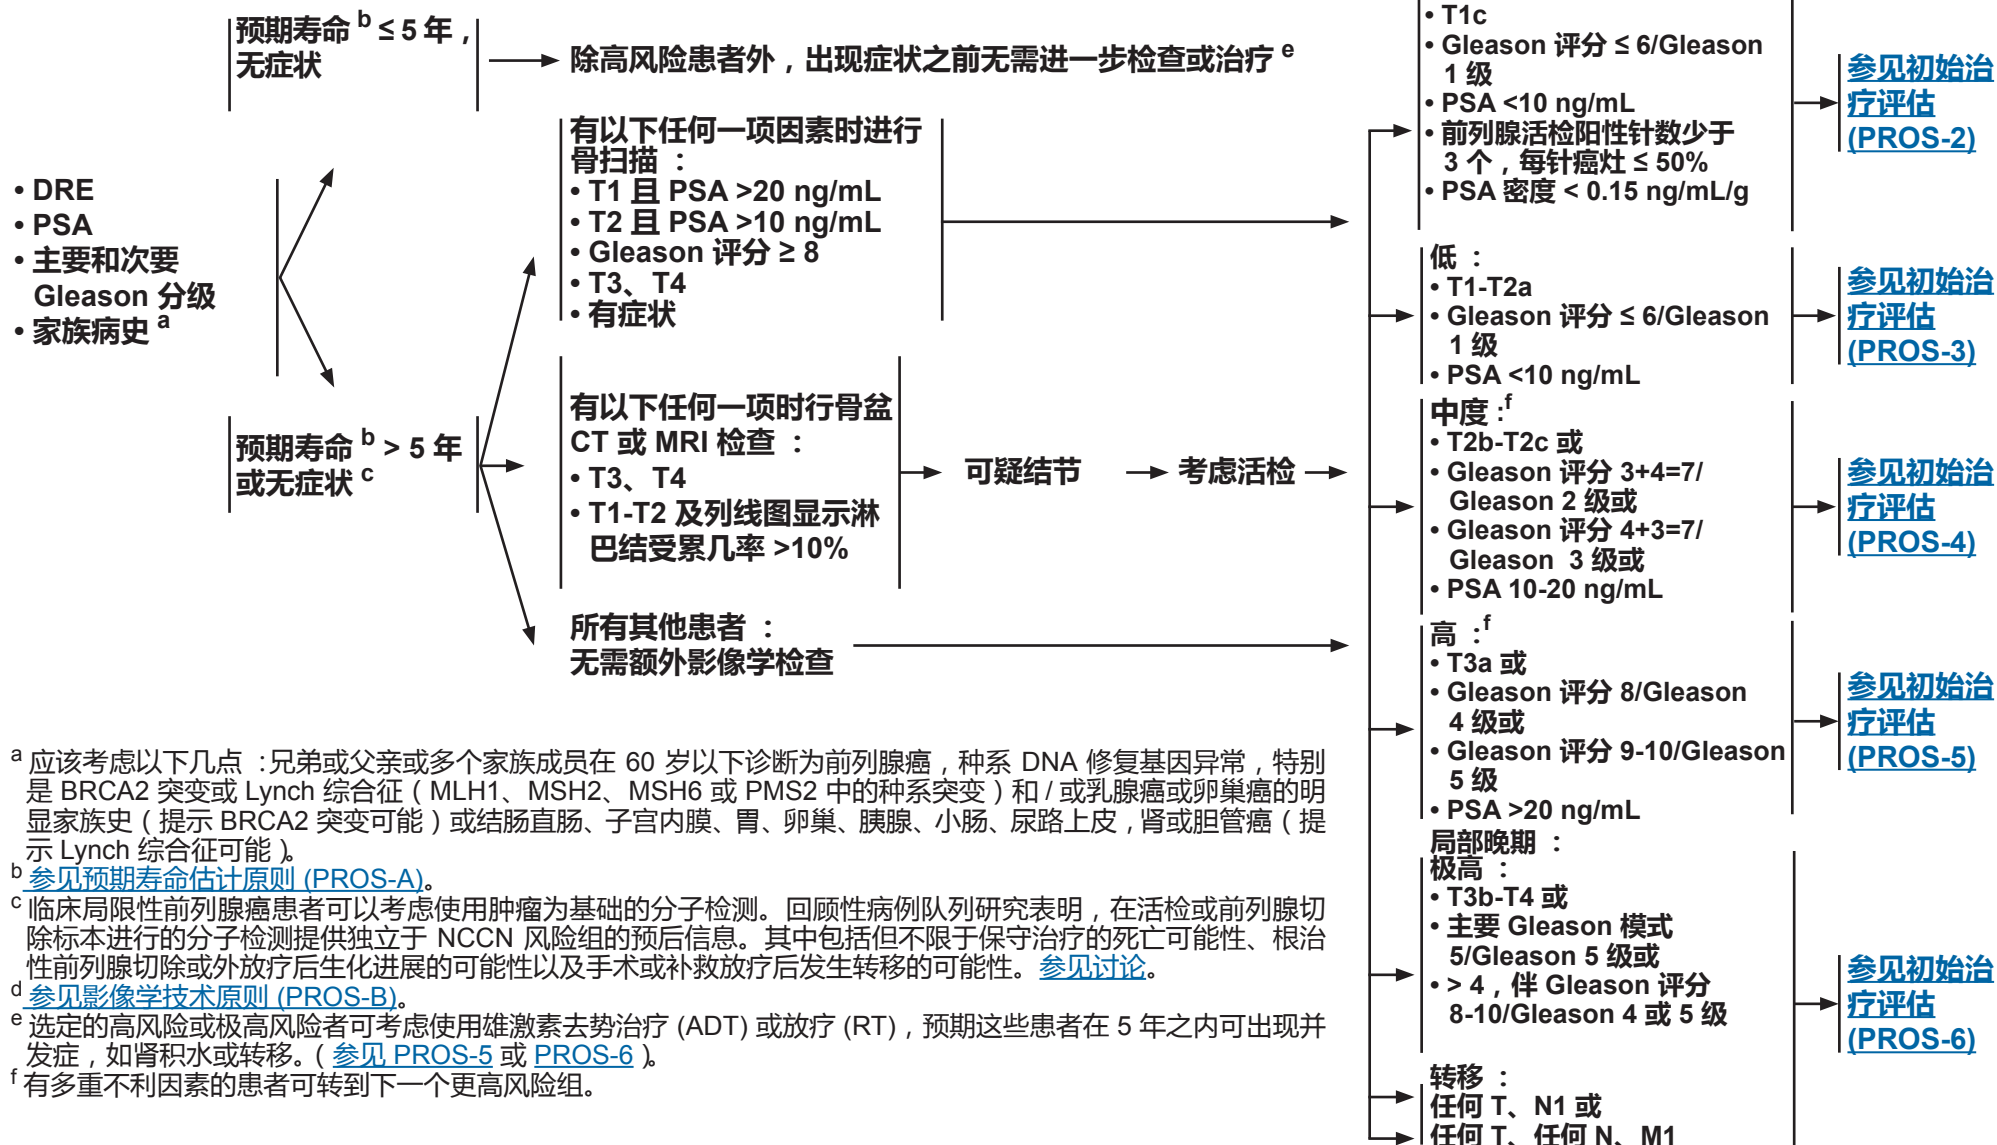 • DRE
• PSA
• 主要和次要
Gleason 分级
• 家族病史 a
预期寿命 b ≤ 5 年，
无症状
除高风险患者外，出现症状之前无需进一步检查或治疗 e
预期寿命 b > 5 年
或无症状 c
有以下任何一项因素时进行
骨扫描：
• T1 且 PSA >20 ng/mL
• T2 且 PSA >10 ng/mL
• Gleason 评分 ≥ 8
• T3、T4
• 有症状
有以下任何一项时行骨盆
CT 或 MRI 检查：
• T3、T4
• T1-T2 及列线图显示淋
巴结受累几率 >10%
可疑结节
考虑活检
所有其他患者：
无需额外影像学检查
• T1c
• Gleason 评分 ≤ 6/Gleason
1 级
• PSA <10 ng/mL
• 前列腺活检阳性针数少于
3 个，每针癌灶 ≤ 50%
• PSA 密度 < 0.15 ng/mL/g
参见初始治
疗评估
(PROS-2)
低：
• T1-T2a
• Gleason 评分 ≤ 6/Gleason
1 级
• PSA <10 ng/mL
参见初始治
疗评估
(PROS-3)
中度：f
• T2b-T2c 或
• Gleason 评分 3+4=7/
Gleason 2 级或
• Gleason 评分 4+3=7/
Gleason 3 级或
• PSA 10-20 ng/mL
参见初始治
疗评估
(PROS-4)
高：f
• T3a 或
• Gleason 评分 8/Gleason
4 级或
• Gleason 评分 9-10/Gleason
5 级
• PSA >20 ng/mL
参见初始治
疗评估
(PROS-5)
局部晚期：
极高：
• T3b-T4 或
• 主要 Gleason 模式
5/Gleason 5 级或
• > 4，伴 Gleason 评分
8-10/Gleason 4 或 5 级
转移：
任何 T、N1 或
任何 T、任何 N、M1
参见初始治
疗评估
(PROS-6)
a 应该考虑以下几点：兄弟或父亲或多个家族成员在 60 岁以下诊断为前列腺癌，种系 DNA 修复基因异常，特别
是 BRCA2 突变或 Lynch 综合征（MLH1、MSH2、MSH6 或 PMS2 中的种系突变）和 / 或乳腺癌或卵巢癌的明
显家族史（提示 BRCA2 突变可能）或结肠直肠、子宫内膜、胃、卵巢、胰腺、小肠、尿路上皮，肾或胆管癌（提
示 Lynch 综合征可能）。
b 参见预期寿命估计原则 (PROS-A)。
c 临床局限性前列腺癌患者可以考虑使用肿瘤为基础的分子检测。回顾性病例队列研究表明，在活检或前列腺切
除标本进行的分子检测提供独立于 NCCN 风险组的预后信息。其中包括但不限于保守治疗的死亡可能性、根治
性前列腺切除或外放疗后生化进展的可能性以及手术或补救放疗后发生转移的可能性。参见讨论。
d 参见影像学技术原则 (PROS-B)。
e 选定的高风险或极高风险者可考虑使用雄激素去势治疗 (ADT) 或放疗 (RT)，预期这些患者在 5 年之内可出现并
发症，如肾积水或转移。（参见 PROS-5 或 PROS-6）。
f 有多重不利因素的患者可转到下一个更高风险组。